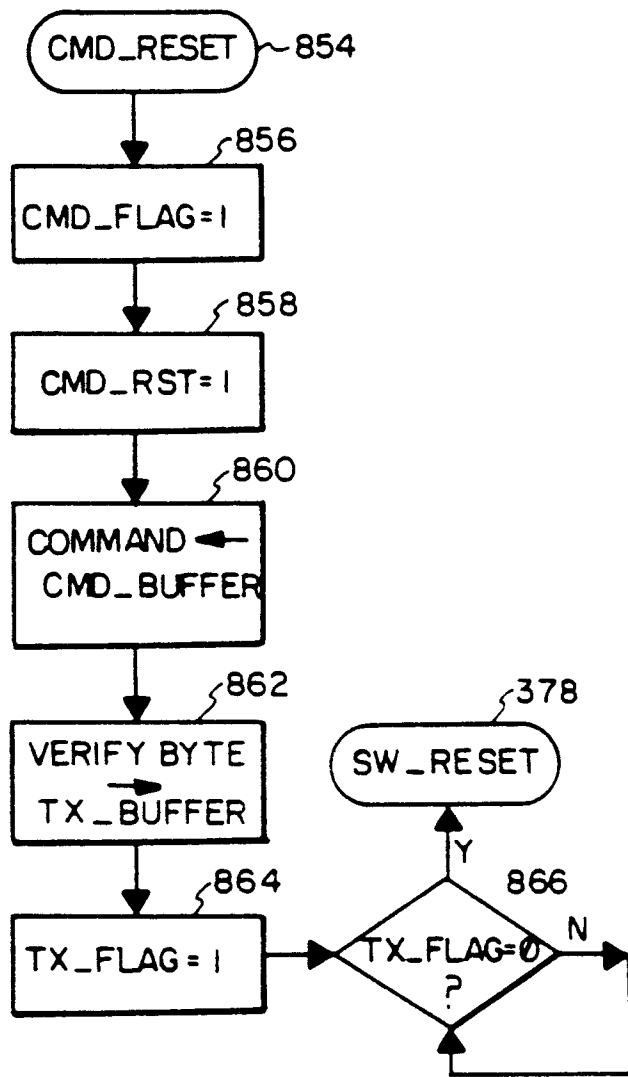 CMD_RESET
854
856
CMD_FLAG=1
858
CMD_RST=1
860
COMMAND ←
CMD_BUFFER
862
VERIFY BYTE
→
TX_BUFFER
864
TX_FLAG=1
378
SW_RESET
Y
866
TX_FLAG=0
?
N